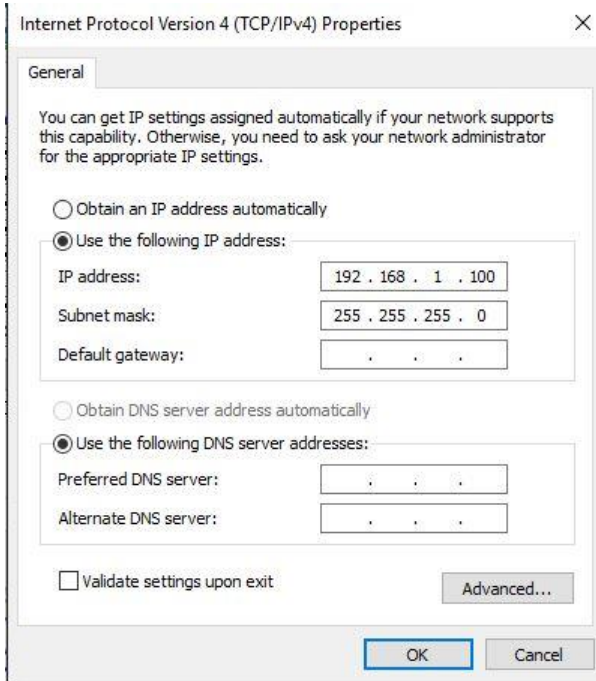 Internet Protocol Version 4 (TCP/IPv4) Properties
General
You can get IP settings assigned automatically if your network supports
this capability. Otherwise, you need to ask your network administrator
for the appropriate IP settings.
Obtain an IP address automatically
Use the following IP address:
IP address: 192 . 168 . 1 . 100
Subnet mask: 255 . 255 . 255 . 0
Default gateway: . . .
Obtain DNS server address automatically
Use the following DNS server addresses:
Preferred DNS server: . . .
Alternate DNS server: . . .
Validate settings upon exit
Advanced...
OK Cancel